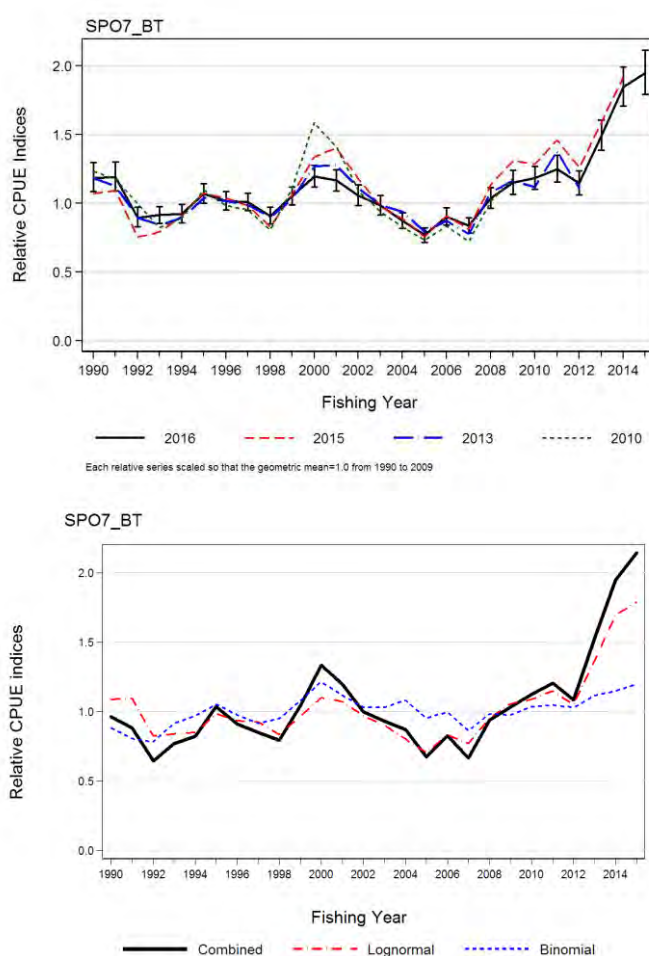 SPO7_BT
Relative CPUE Indices
2.0
1.5
1.0
0.5
0.0
1990 1992 1994 1996 1998 2000 2002 2004 2006 2008 2010 2012 2014
Fishing Year
2016 2015 2013 2010
Each relative series scaled so that the geometric mean=1.0 from 1990 to 2009
SPO7_BT
Relative CPUE indices
2.0
1.5
1.0
0.5
0.0
1990 1992 1994 1996 1998 2000 2002 2004 2006 2008 2010 2012 2014
Fishing Year
Combined Lognormal Binomial